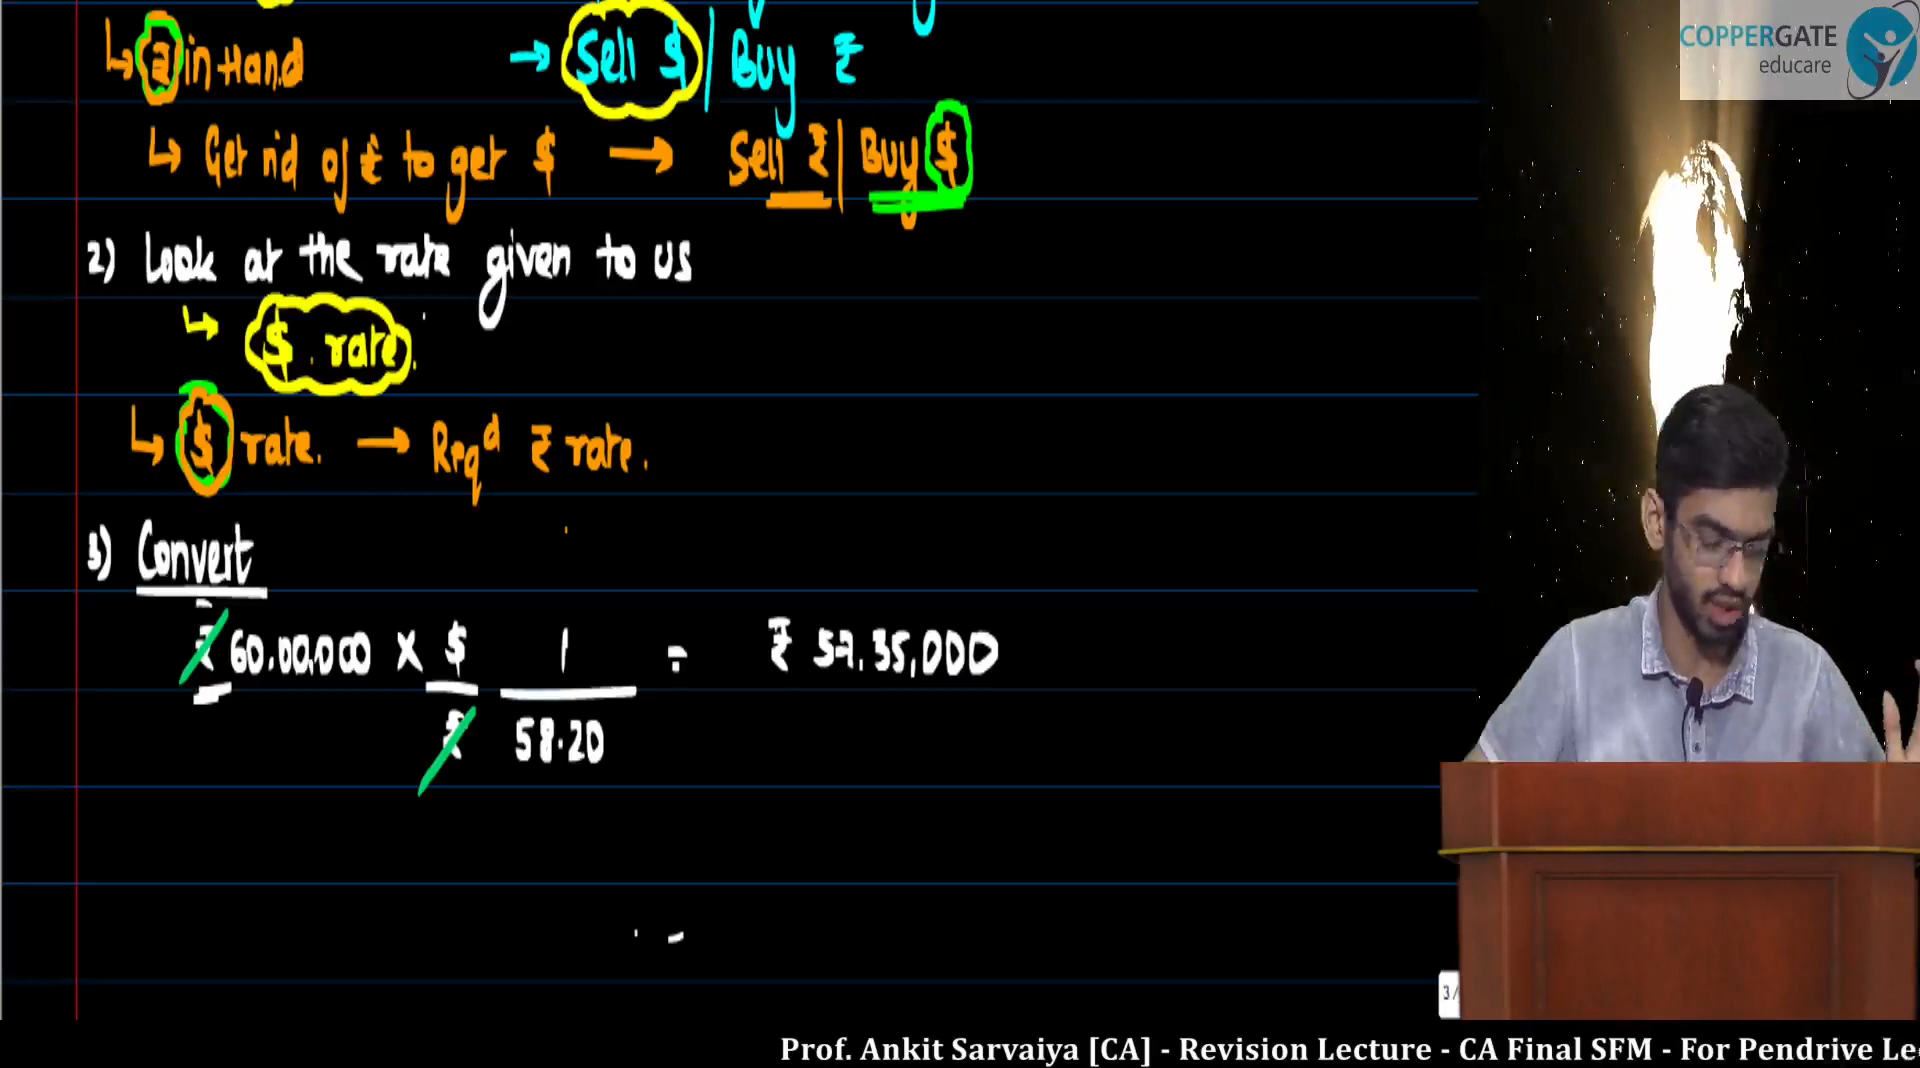 COPPERGATE
educare
↳ ₹ in Hand → Sell $ / Buy ₹
↳ Get rid of ₹ to get $ → Sell ₹ | Buy $
2) Look at the rate given to us
↳ $ rate.
↳ $ rate. → Reqd ₹ rate.
3) Convert
₹ 60,00,000 × $ 1 = ₹ 57,35,000
₹ 58.20
3/
Prof. Ankit Sarvaiya [CA] - Revision Lecture - CA Final SFM - For Pendrive Le